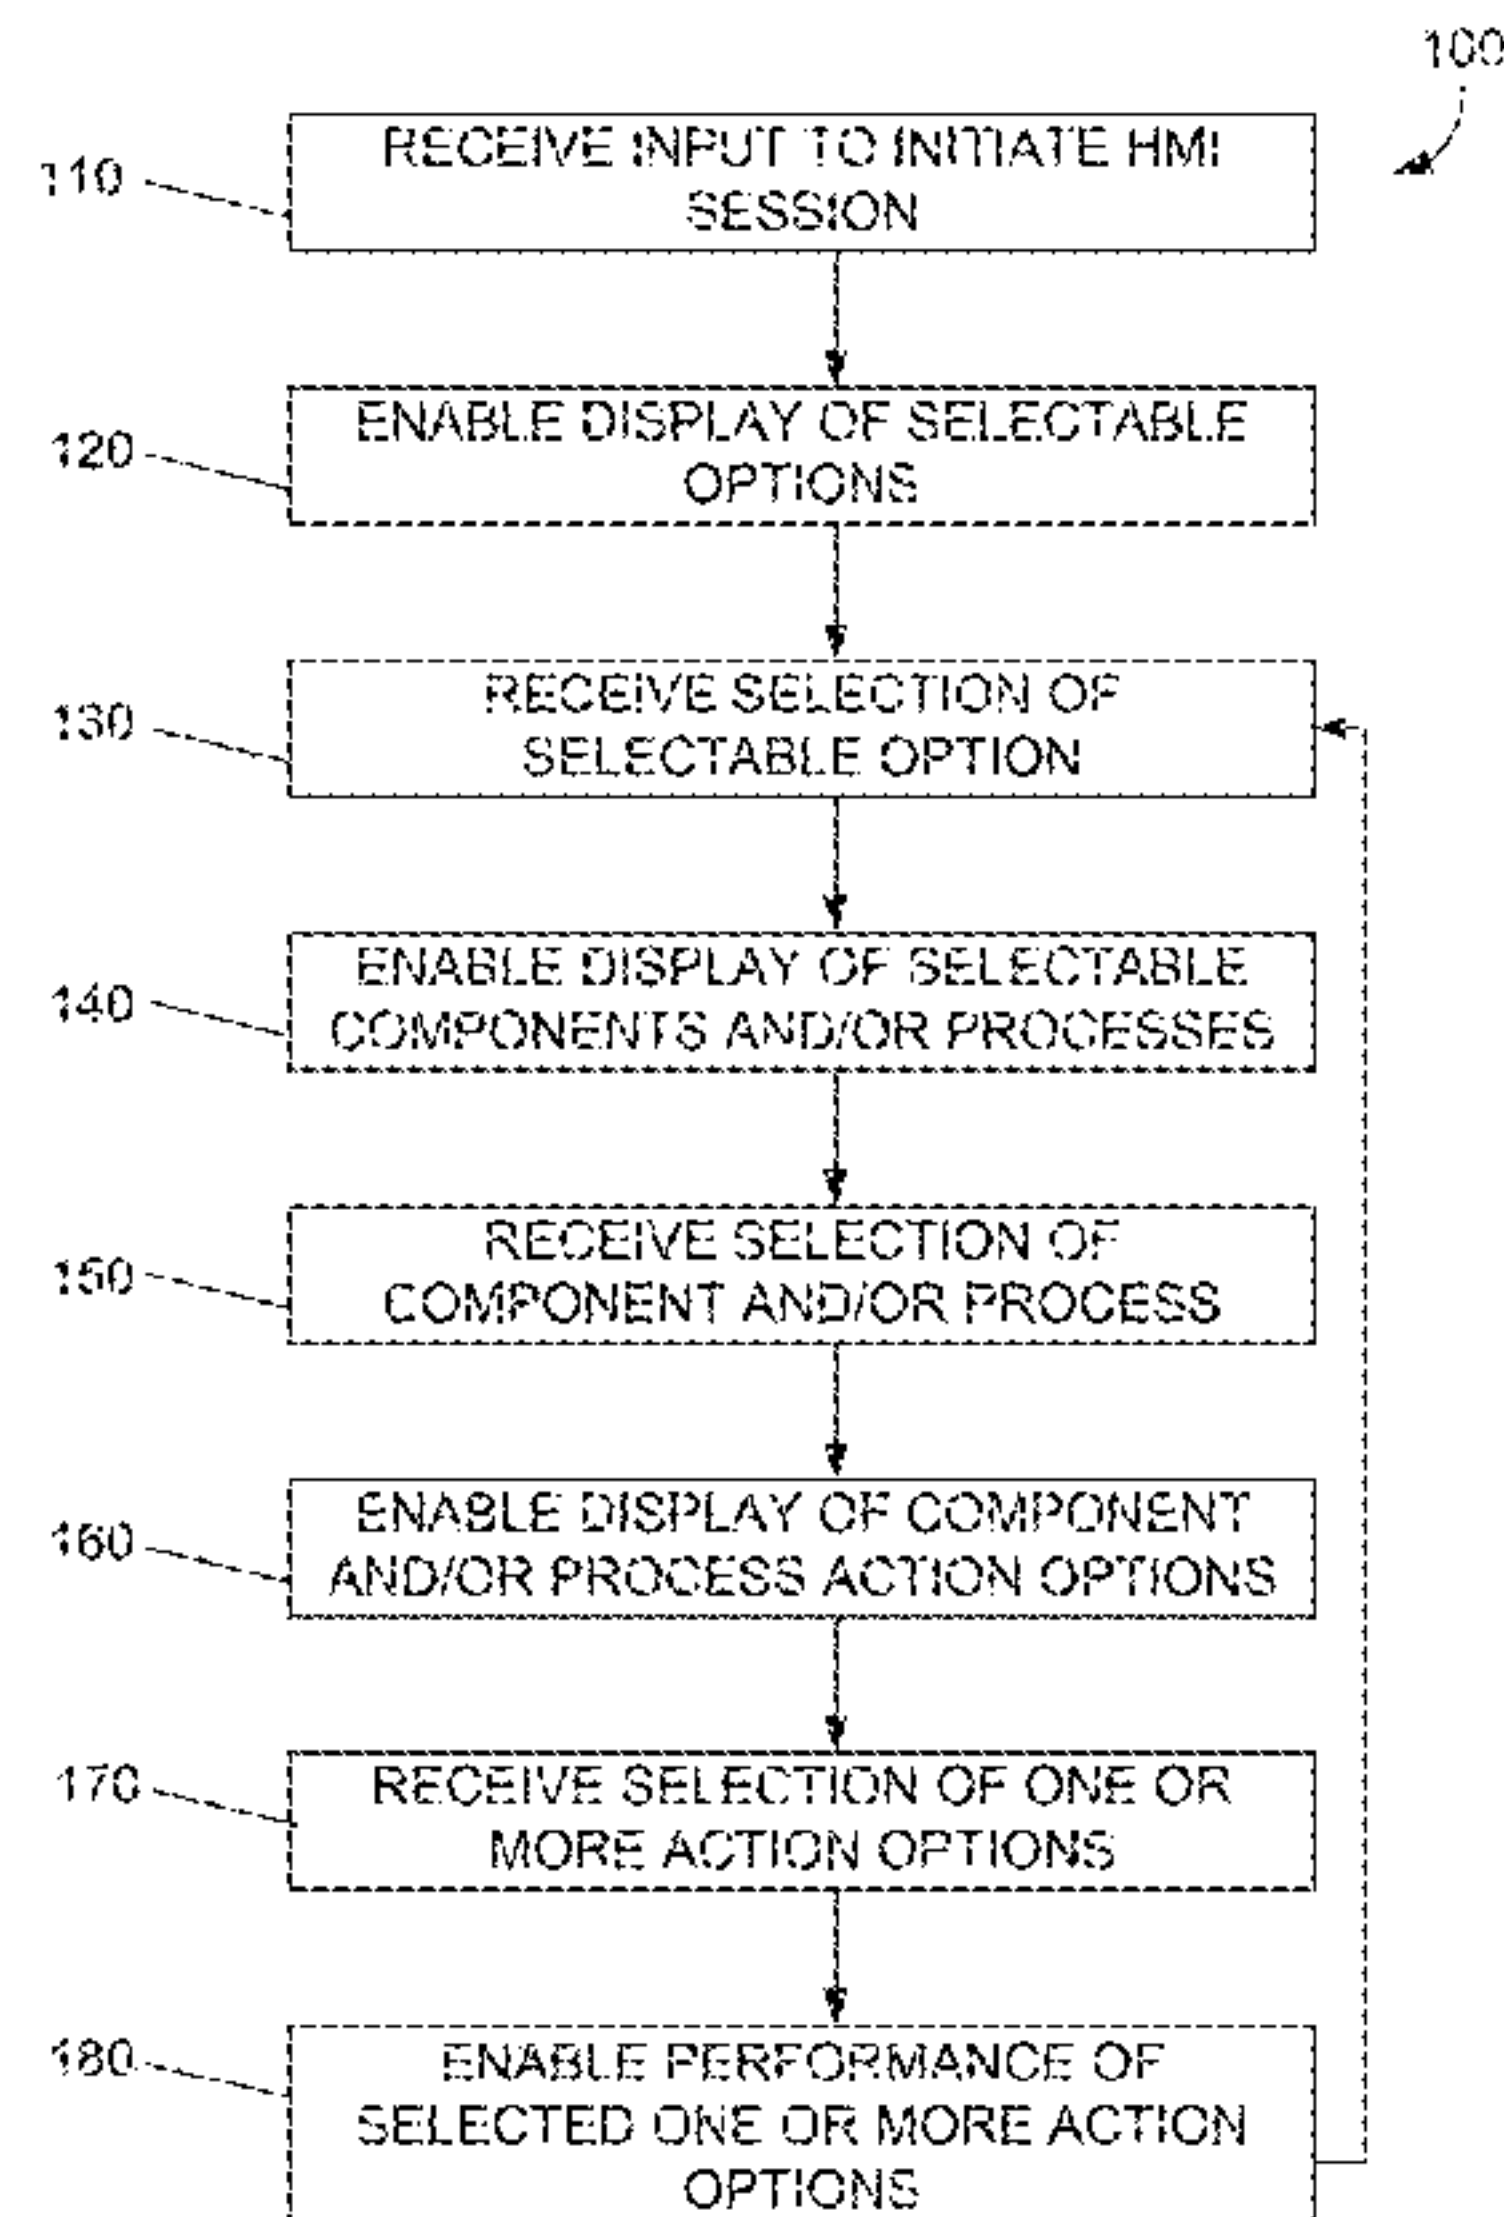 100
110
RECEIVE INPUT TO INITIATE HMI
SESSION
120
ENABLE DISPLAY OF SELECTABLE
OPTIONS
130
RECEIVE SELECTION OF
SELECTABLE OPTION
140
ENABLE DISPLAY OF SELECTABLE
COMPONENTS AND/OR PROCESSES
150
RECEIVE SELECTION OF
COMPONENT AND/OR PROCESS
160
ENABLE DISPLAY OF COMPONENT
AND/OR PROCESS ACTION OPTIONS
170
RECEIVE SELECTION OF ONE OR
MORE ACTION OPTIONS
180
ENABLE PERFORMANCE OF
SELECTED ONE OR MORE ACTION
OPTIONS